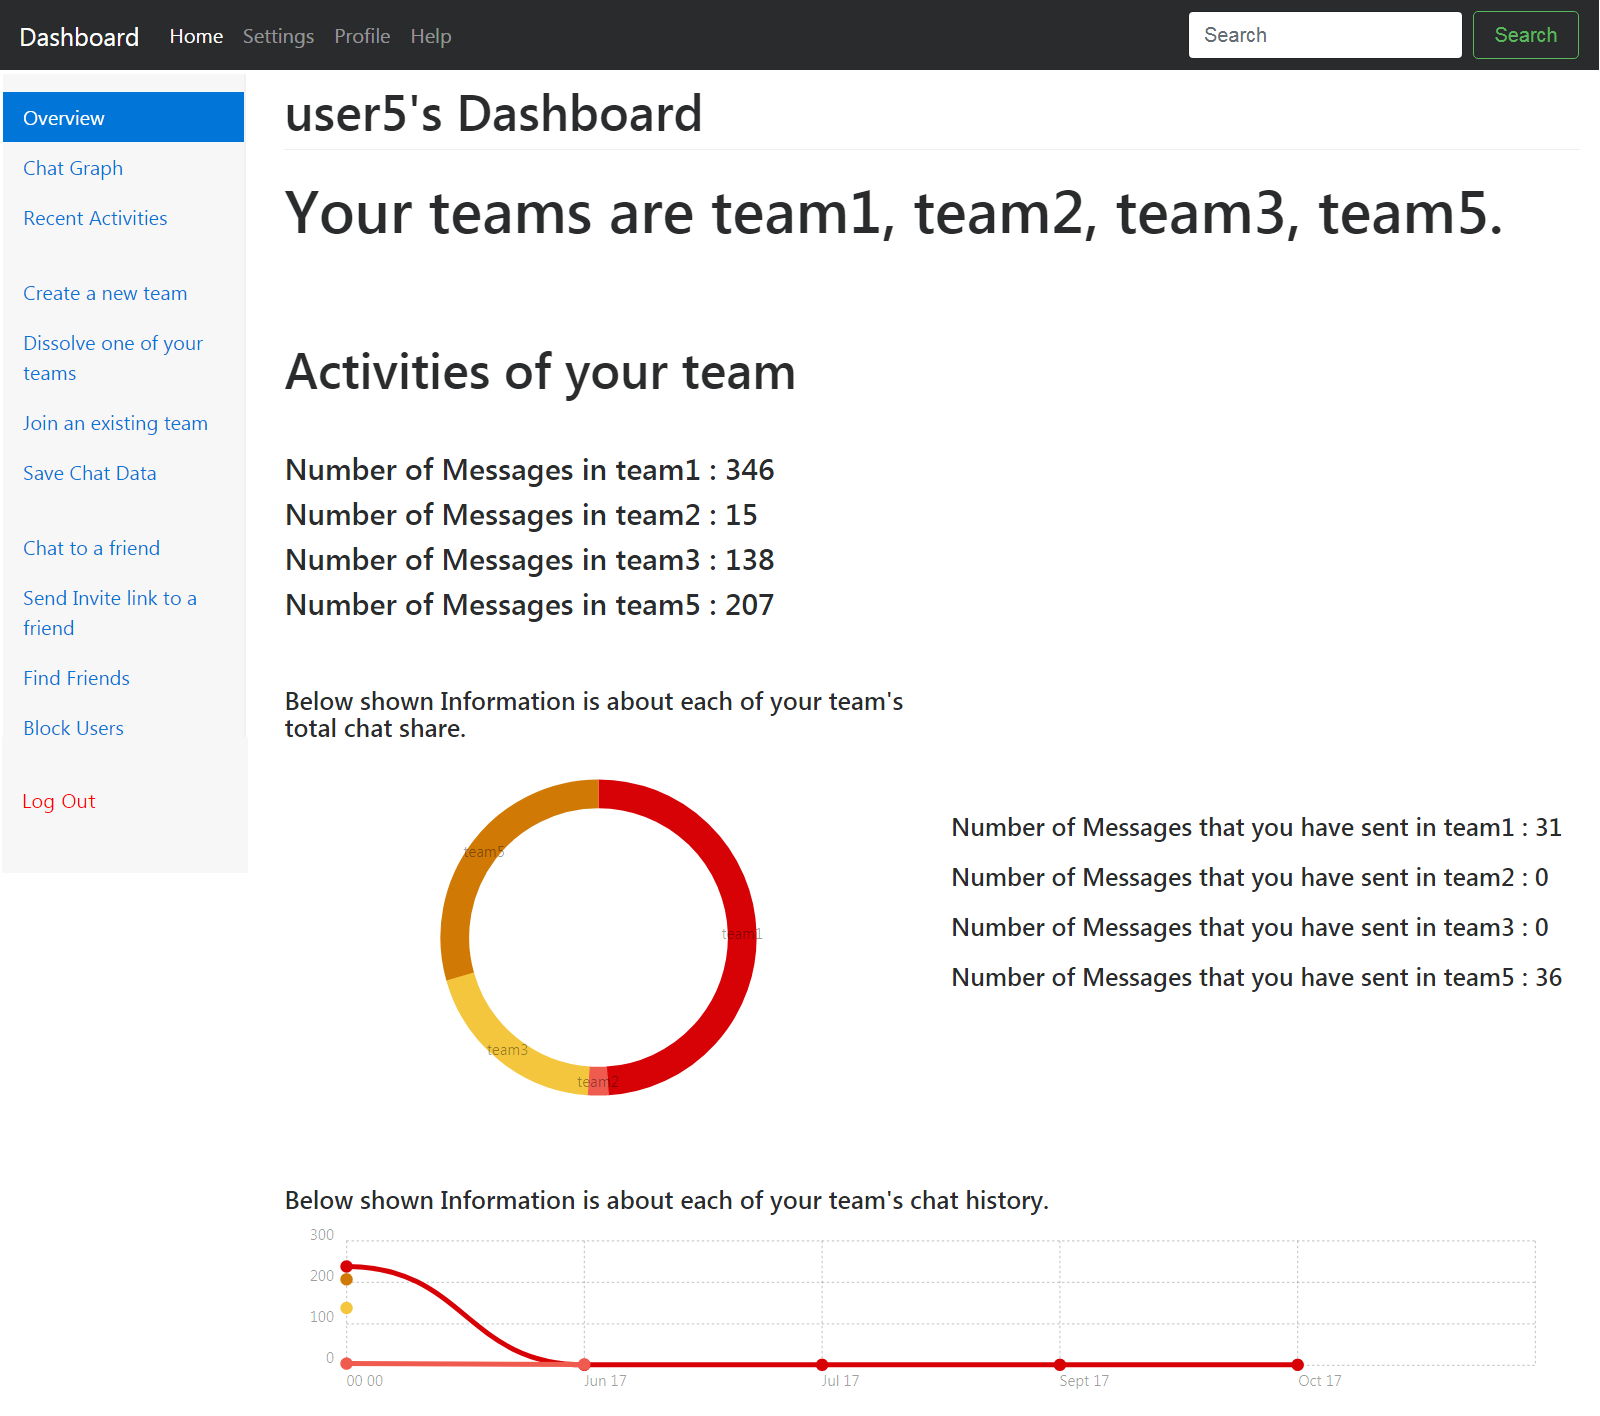 Dashboard Home Settings Profile Help Search Search
Overview
Chat Graph
Recent Activities
Create a new team
Dissolve one of your
teams
Join an existing team
Save Chat Data
Chat to a friend
Send Invite link to a
friend
Find Friends
Block Users
Log Out
user5's Dashboard
Your teams are team1, team2, team3, team5.
Activities of your team
Number of Messages in team1 : 346
Number of Messages in team2 : 15
Number of Messages in team3 : 138
Number of Messages in team5 : 207
Below shown Information is about each of your team's
total chat share.
team5
team1
team3
team2
Number of Messages that you have sent in team1 : 31
Number of Messages that you have sent in team2 : 0
Number of Messages that you have sent in team3 : 0
Number of Messages that you have sent in team5 : 36
Below shown Information is about each of your team's chat history.
300
200
100
0
00 00 Jun 17 Jul 17 Sept 17 Oct 17